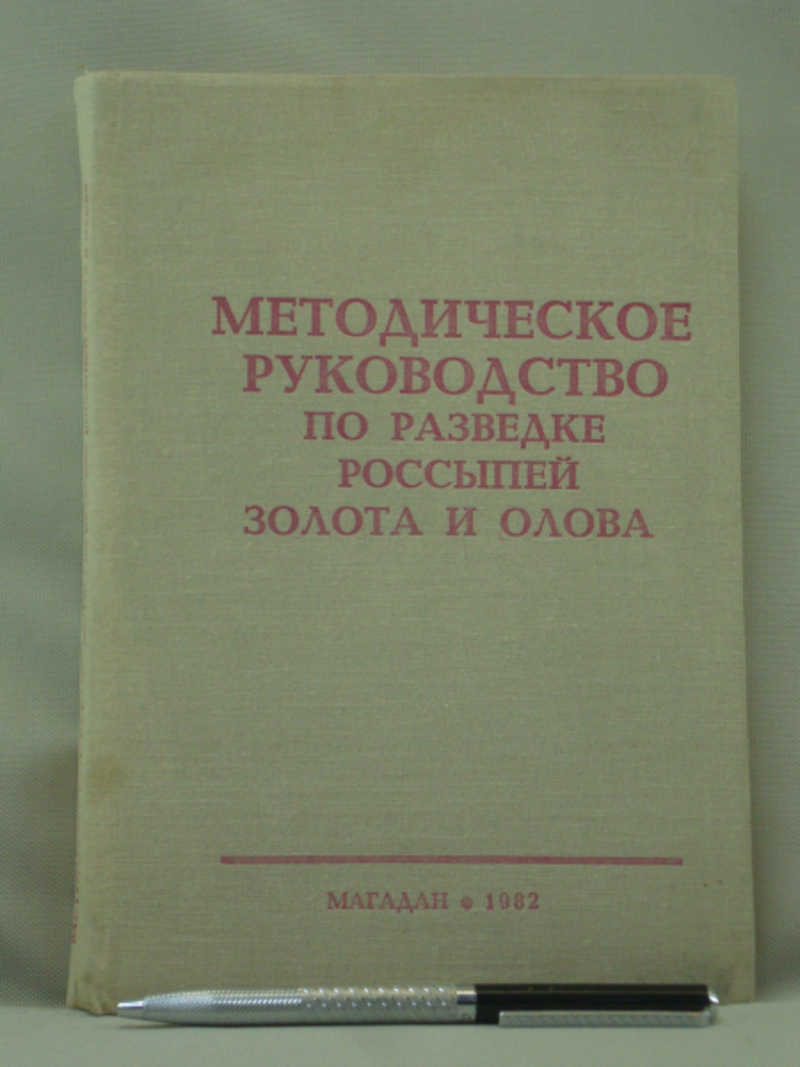 МЕТОДИЧЕСКОЕ
РУКОВОДСТВО
ПО РАЗВЕДКЕ
РОССЫПЕЙ
ЗОЛОТА И ОЛОВА
МАГАДАН • 1982